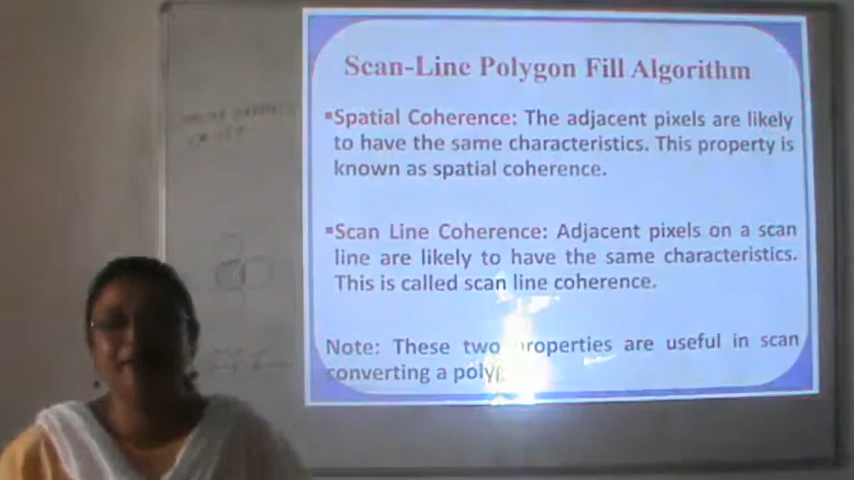 Scan-Line Polygon Fill Algorithm
▪Spatial Coherence: The adjacent pixels are likely
to have the same characteristics. This property is
known as spatial coherence.
▪Scan Line Coherence: Adjacent pixels on a scan
line are likely to have the same characteristics.
This is called scan line coherence.
Note: These two properties are useful in scan
converting a